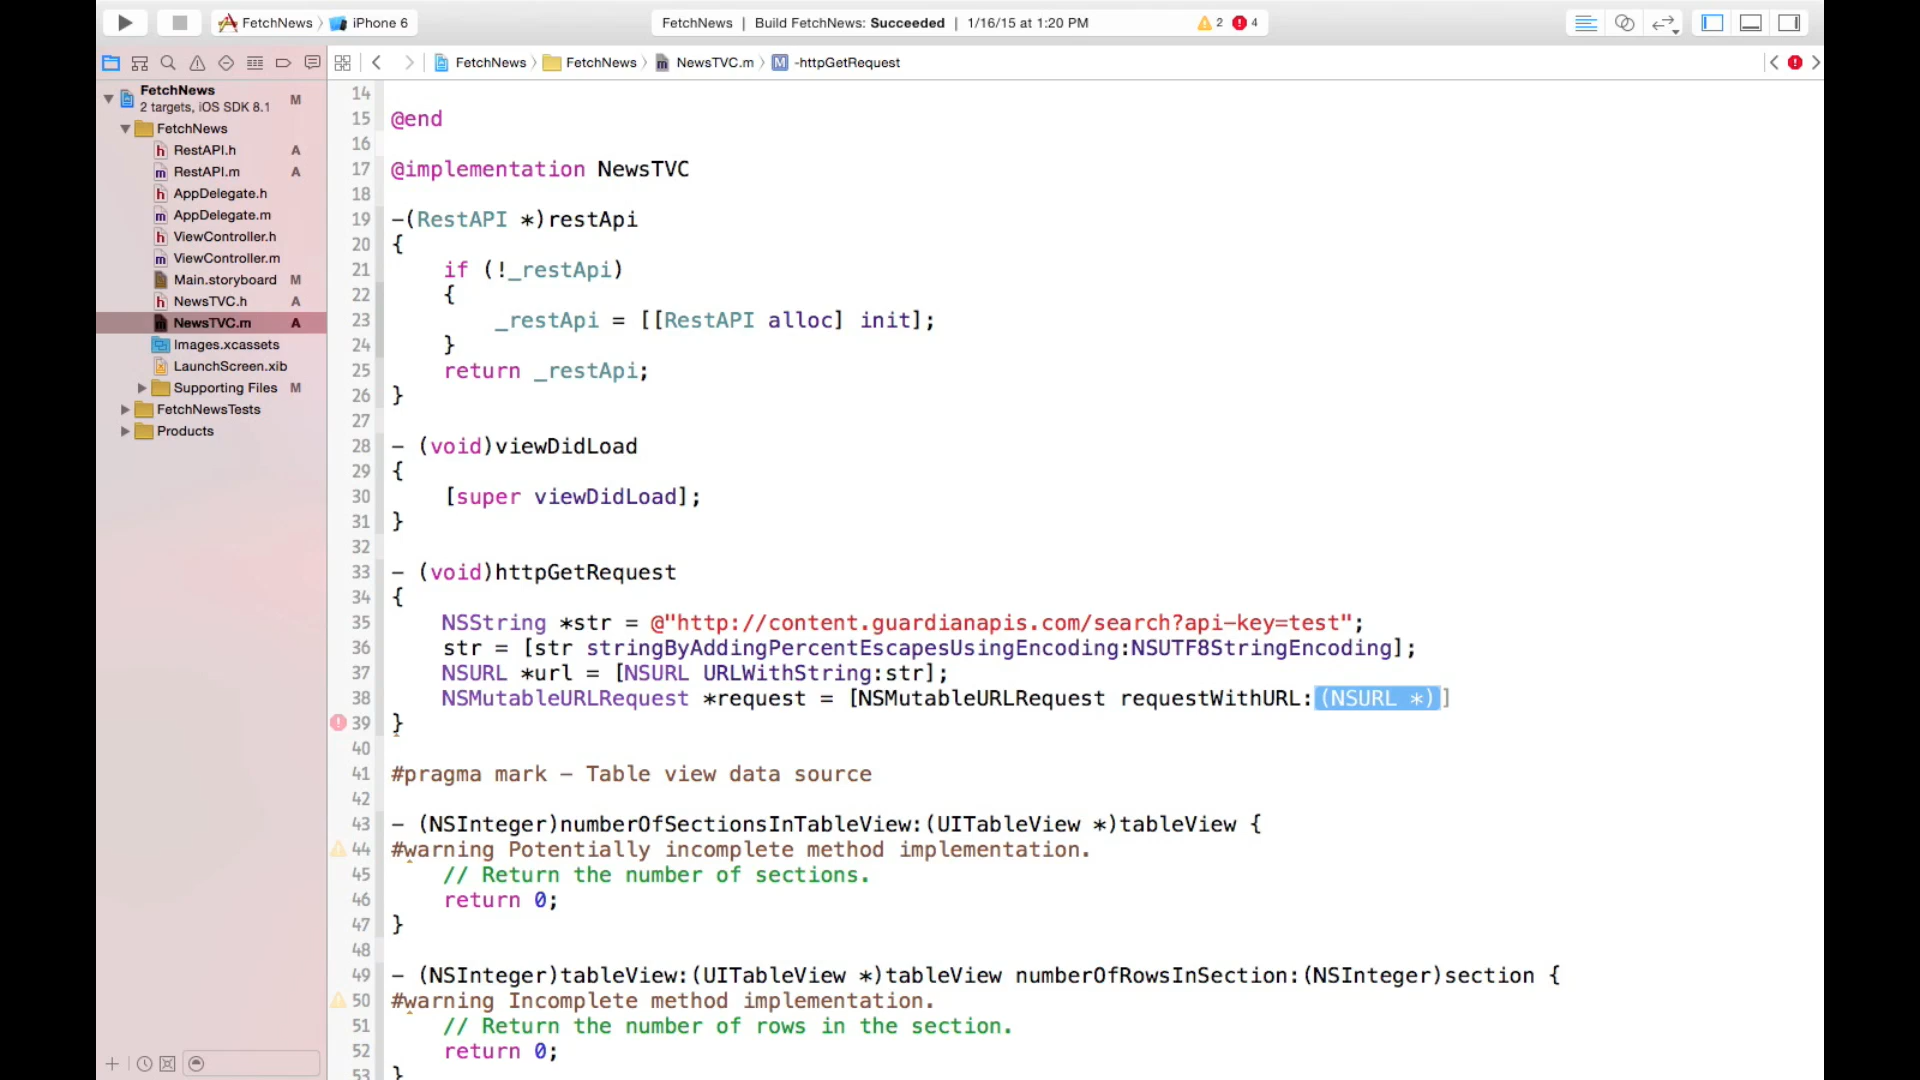 FetchNews
iPhone 6
FetchNews | Build FetchNews: Succeeded | 1/16/15 at 1:20 PM
2
4
FetchNews
FetchNews
NewsTVC.m
M
-httpGetRequest
FetchNews
2 targets, iOS SDK 8.1
M
FetchNews
h RestAPI.h A
m RestAPI.m A
h AppDelegate.h
m AppDelegate.m
h ViewController.h
m ViewController.m
Main.storyboard M
h NewsTVC.h A
m NewsTVC.m A
Images.xcassets
LaunchScreen.xib
Supporting Files M
FetchNewsTests
Products
14
15 @end
16
17 @implementation NewsTVC
18
19 -(RestAPI *)restApi
20 {
21 if (!_restApi)
22 {
23 _restApi = [[RestAPI alloc] init];
24 }
25 return _restApi;
26 }
27
28 - (void)viewDidLoad
29 {
30 [super viewDidLoad];
31 }
32
33 - (void)httpGetRequest
34 {
35 NSString *str = @"http://content.guardianapis.com/search?api-key=test";
36 str = [str stringByAddingPercentEscapesUsingEncoding:NSUTF8StringEncoding];
37 NSURL *url = [NSURL URLWithString:str];
38 NSMutableURLRequest *request = [NSMutableURLRequest requestWithURL:(NSURL *)]
39 }
40
41 #pragma mark - Table view data source
42
43 - (NSInteger)numberOfSectionsInTableView:(UITableView *)tableView {
44 #warning Potentially incomplete method implementation.
45 // Return the number of sections.
46 return 0;
47 }
48
49 - (NSInteger)tableView:(UITableView *)tableView numberOfRowsInSection:(NSInteger)section {
50 #warning Incomplete method implementation.
51 // Return the number of rows in the section.
52 return 0;
53 }